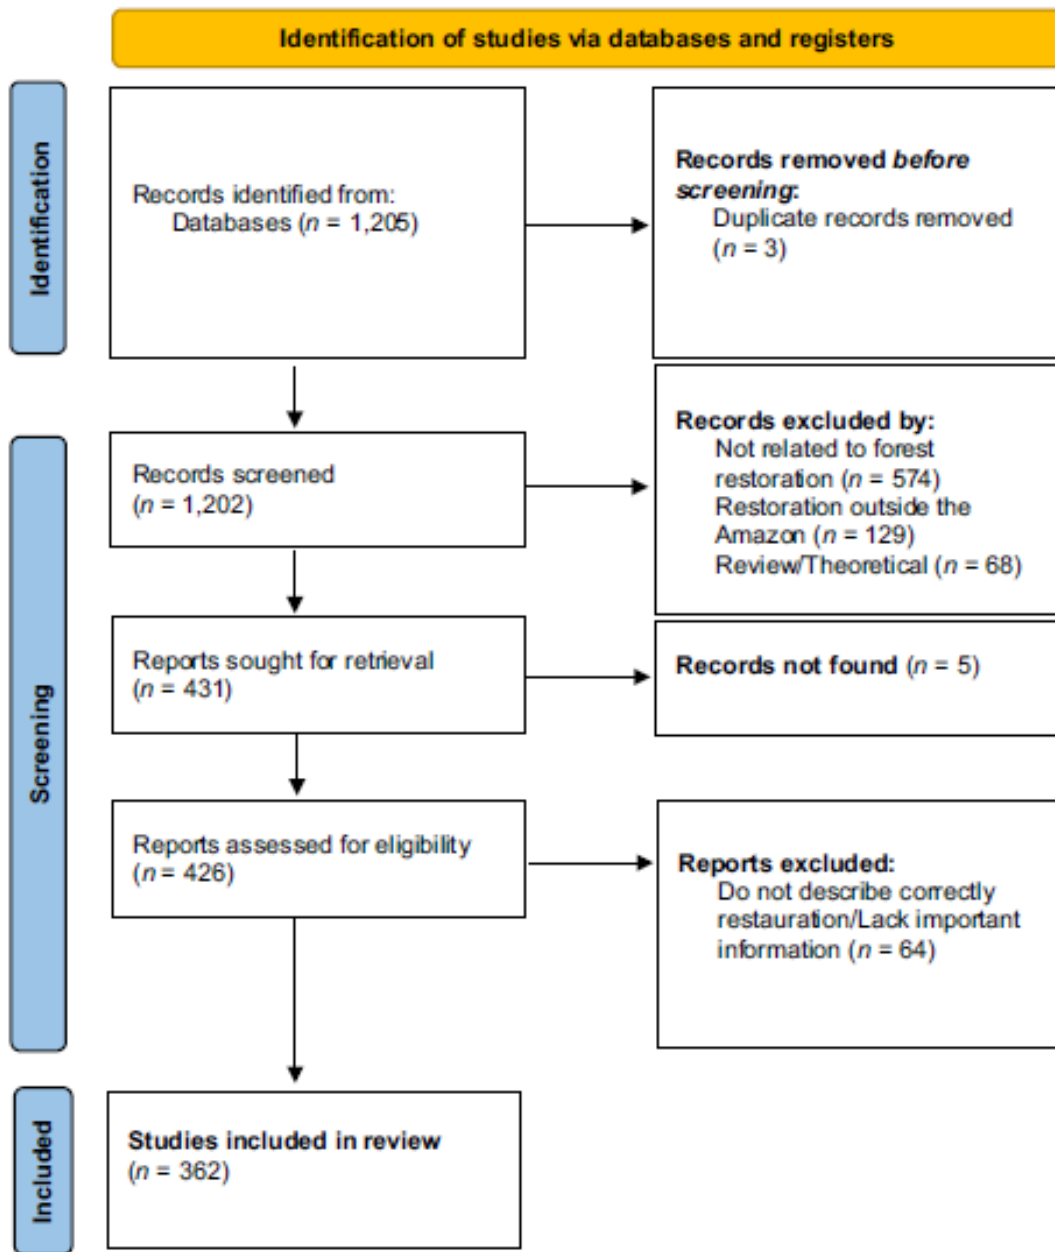 Identification of studies via databases and registers
Identification
Records identified from:
Databases (n = 1,205)
Records removed before
screening:
Duplicate records removed
(n = 3)
Screening
Records screened
(n = 1,202)
Records excluded by:
Not related to forest
restoration (n = 574)
Restoration outside the
Amazon (n = 129)
Review/Theoretical (n = 68)
Reports sought for retrieval
(n = 431)
Records not found (n = 5)
Reports assessed for eligibility
(n = 426)
Reports excluded:
Do not describe correctly
restauration/Lack important
information (n = 64)
Included
Studies included in review
(n = 362)